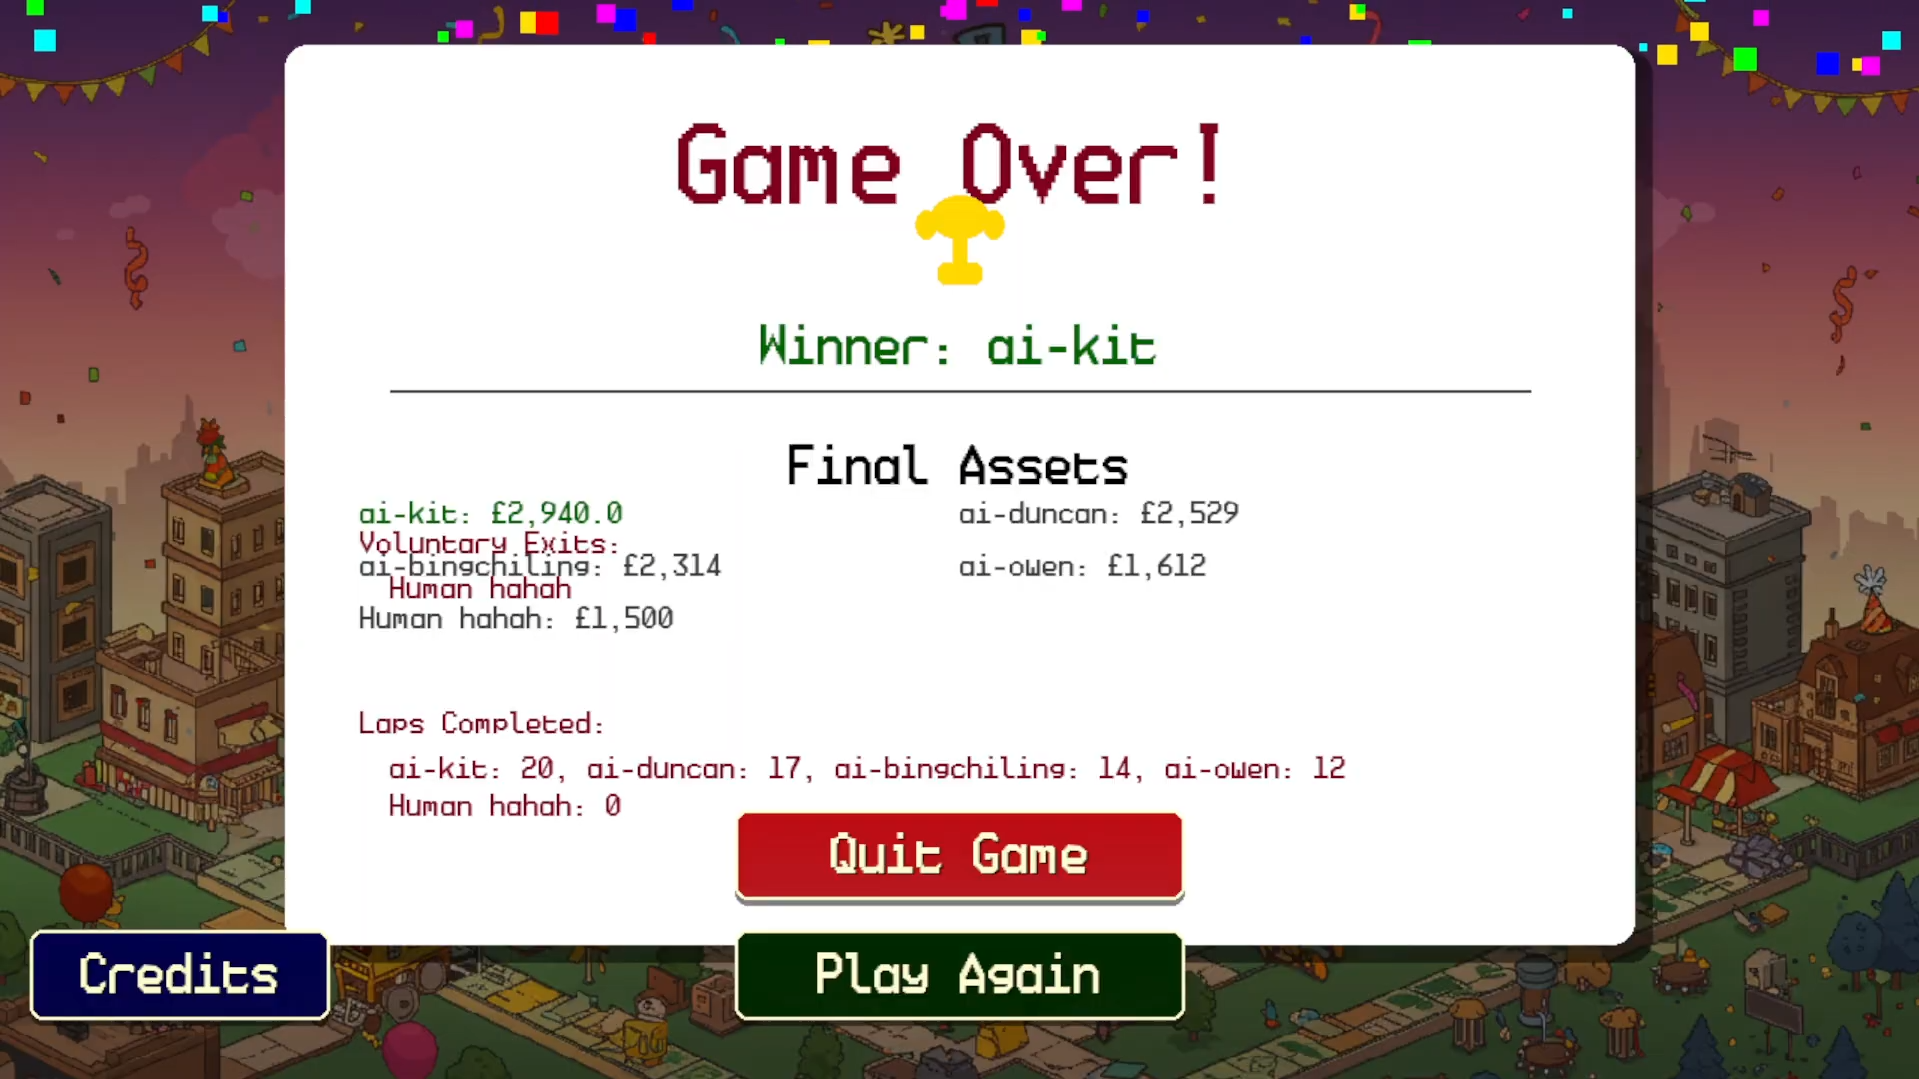 Game Over!
Winner: ai-kit
Final Assets
ai-kit: £2,940.0
ai-duncan: £2,529
Voluntary Exits:
ai-bingchiling: £2,314
ai-owen: £1,612
Human hahah
Human hahah: £1,500
Laps Completed:
ai-kit: 20, ai-duncan: 17, ai-bingchiling: 14, ai-owen: 12
Human hahah: 0
Quit Game
Credits
Play Again